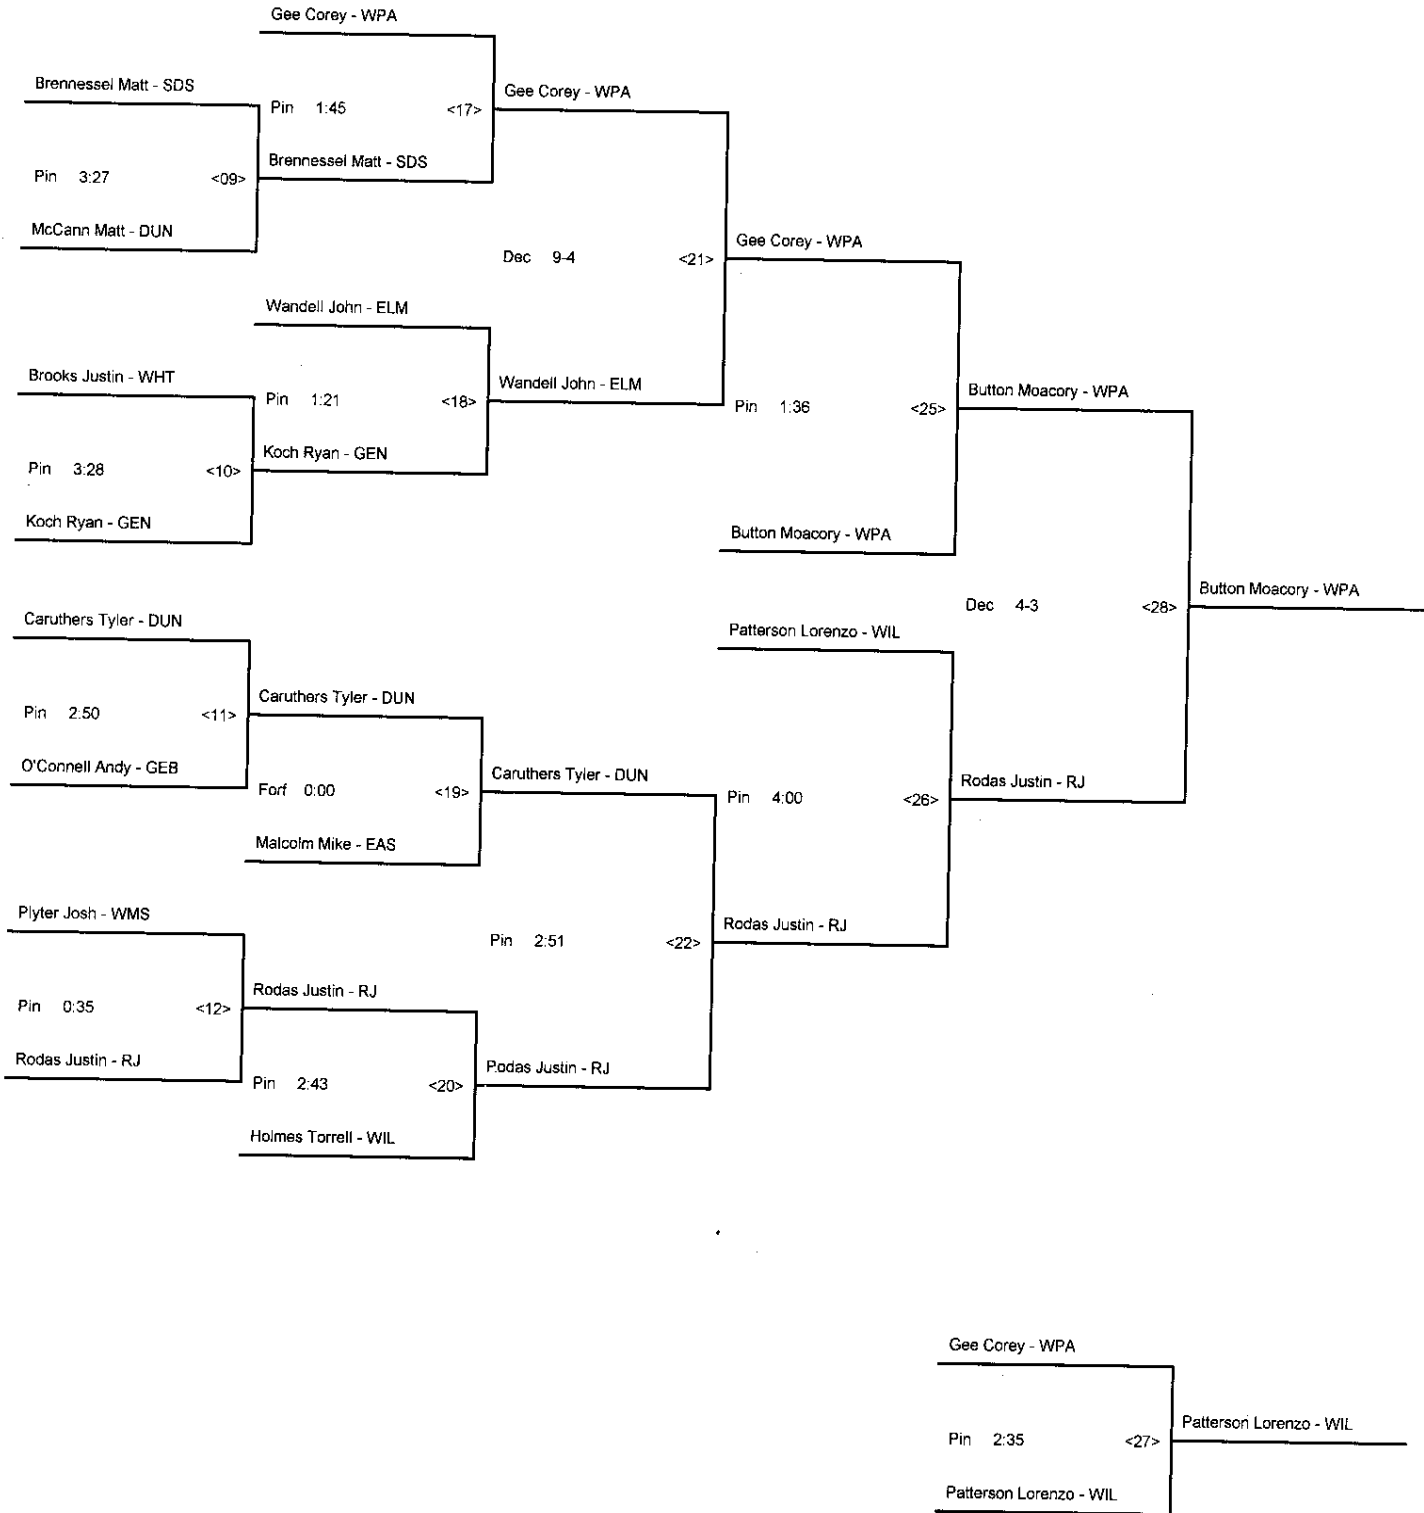 Gee Corey - WPA
Brennessel Matt - SDS
Pin 1:45 <17>
Gee Corey - WPA
Brennessel Matt - SDS
Pin 3:27 <09>
McCann Matt - DUN
Dec 9-4 <21>
Gee Corey - WPA
Wandell John - ELM
Brooks Justin - WHT
Pin 1:21 <18>
Wandell John - ELM
Pin 1:36 <25>
Button Moacory - WPA
Koch Ryan - GEN
Pin 3:28 <10>
Koch Ryan - GEN
Button Moacory - WPA
Dec 4-3 <28>
Button Moacory - WPA
Caruthers Tyler - DUN
Patterson Lorenzo - WIL
Caruthers Tyler - DUN
Pin 2:50 <11>
O'Connell Andy - GEB
Forf 0:00 <19>
Caruthers Tyler - DUN
Pin 4:00 <26>
Rodas Justin - RJ
Malcolm Mike - EAS
Plyter Josh - WMS
Pin 2:51 <22>
Rodas Justin - RJ
Rodas Justin - RJ
Pin 0:35 <12>
Rodas Justin - RJ
Pin 2:43 <20>
Rodas Justin - RJ
Holmes Torrell - WIL
Gee Corey - WPA
Pin 2:35 <27>
Patterson Lorenzo - WIL
Patterson Lorenzo - WIL